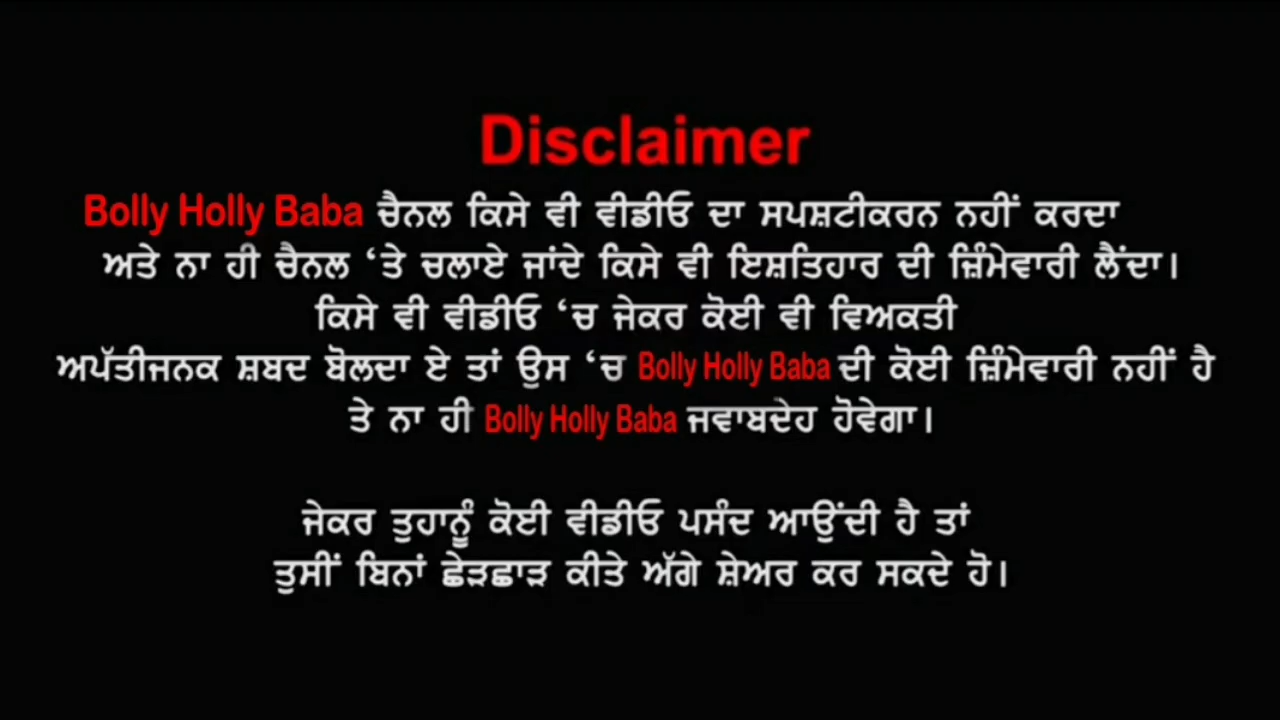 Disclaimer
Bolly Holly Baba ਚੈਨਲ ਕਿਸੇ ਵੀ ਵੀਡੀਓ ਦਾ ਸਪਸ਼ਟੀਕਰਨ ਨਹੀਂ ਕਰਦਾ
ਅਤੇ ਨਾ ਹੀ ਚੈਨਲ ‘ਤੇ ਚਲਾਏ ਜਾਂਦੇ ਕਿਸੇ ਵੀ ਇਸ਼ਤਿਹਾਰ ਦੀ ਜ਼ਿੰਮੇਵਾਰੀ ਲੈਂਦਾ।
ਕਿਸੇ ਵੀ ਵੀਡੀਓ ‘ਚ ਜੇਕਰ ਕੋਈ ਵੀ ਵਿਅਕਤੀ
ਅਪੱਤੀਜਨਕ ਸ਼ਬਦ ਬੋਲਦਾ ਏ ਤਾਂ ਉਸ ‘ਚ Bolly Holly Baba ਦੀ ਕੋਈ ਜ਼ਿੰਮੇਵਾਰੀ ਨਹੀਂ ਹੈ
ਤੇ ਨਾ ਹੀ Bolly Holly Baba ਜਵਾਬਦੇਹ ਹੋਵੇਗਾ।
ਜੇਕਰ ਤੁਹਾਨੂੰ ਕੋਈ ਵੀਡੀਓ ਪਸੰਦ ਆਉਂਦੀ ਹੈ ਤਾਂ
ਤੁਸੀਂ ਬਿਨਾਂ ਛੇੜਛਾੜ ਕੀਤੇ ਅੱਗੇ ਸ਼ੇਅਰ ਕਰ ਸਕਦੇ ਹੋ।